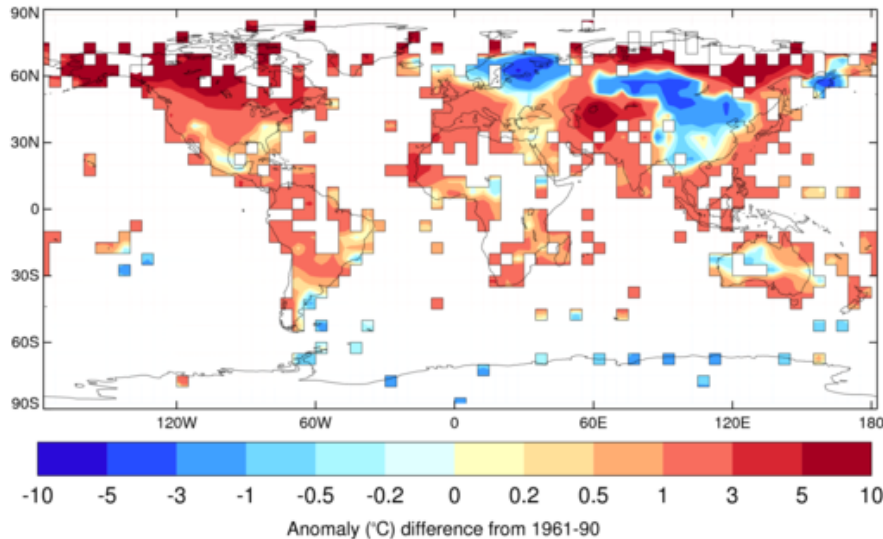 90N
60N
30N
0
30S
60S
90S
120W 60W 0 60E 120E 180
-10 -5 -3 -1 -0.5 -0.2 0 0.2 0.5 1 3 5 10
Anomaly (°C) difference from 1961-90